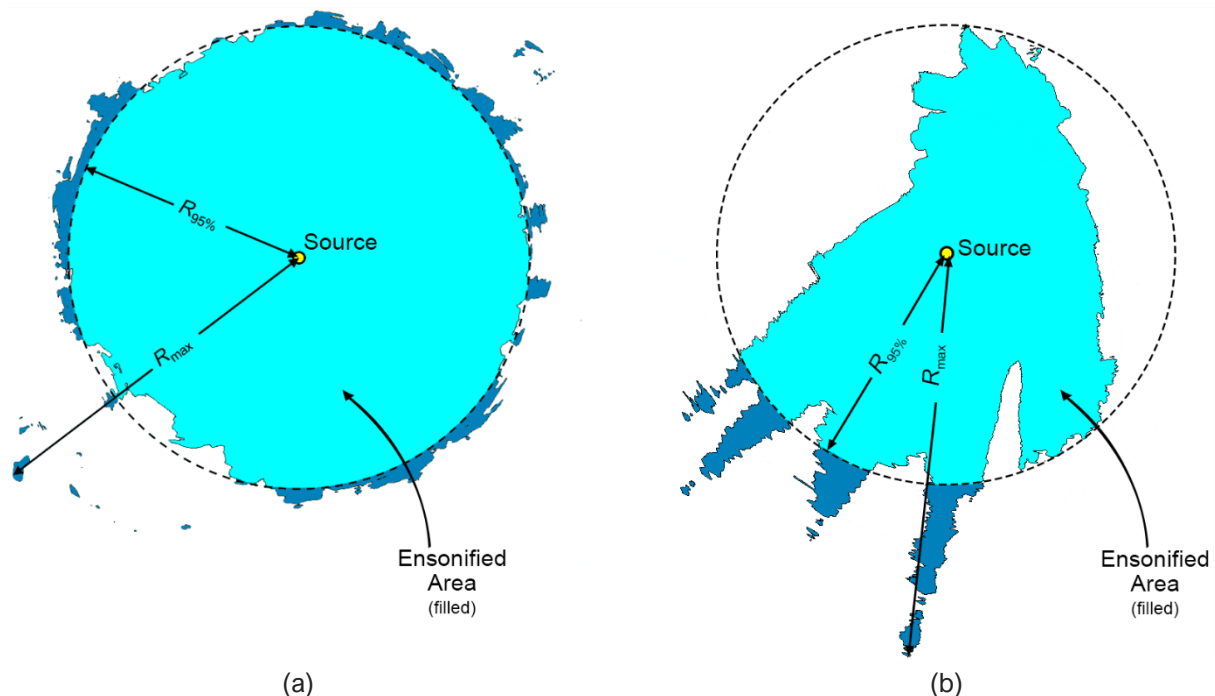 R95%
Source
Rmax
Ensonified
Area
(filled)
(a)
Source
R95%
Rmax
Ensonified
Area
(filled)
(b)